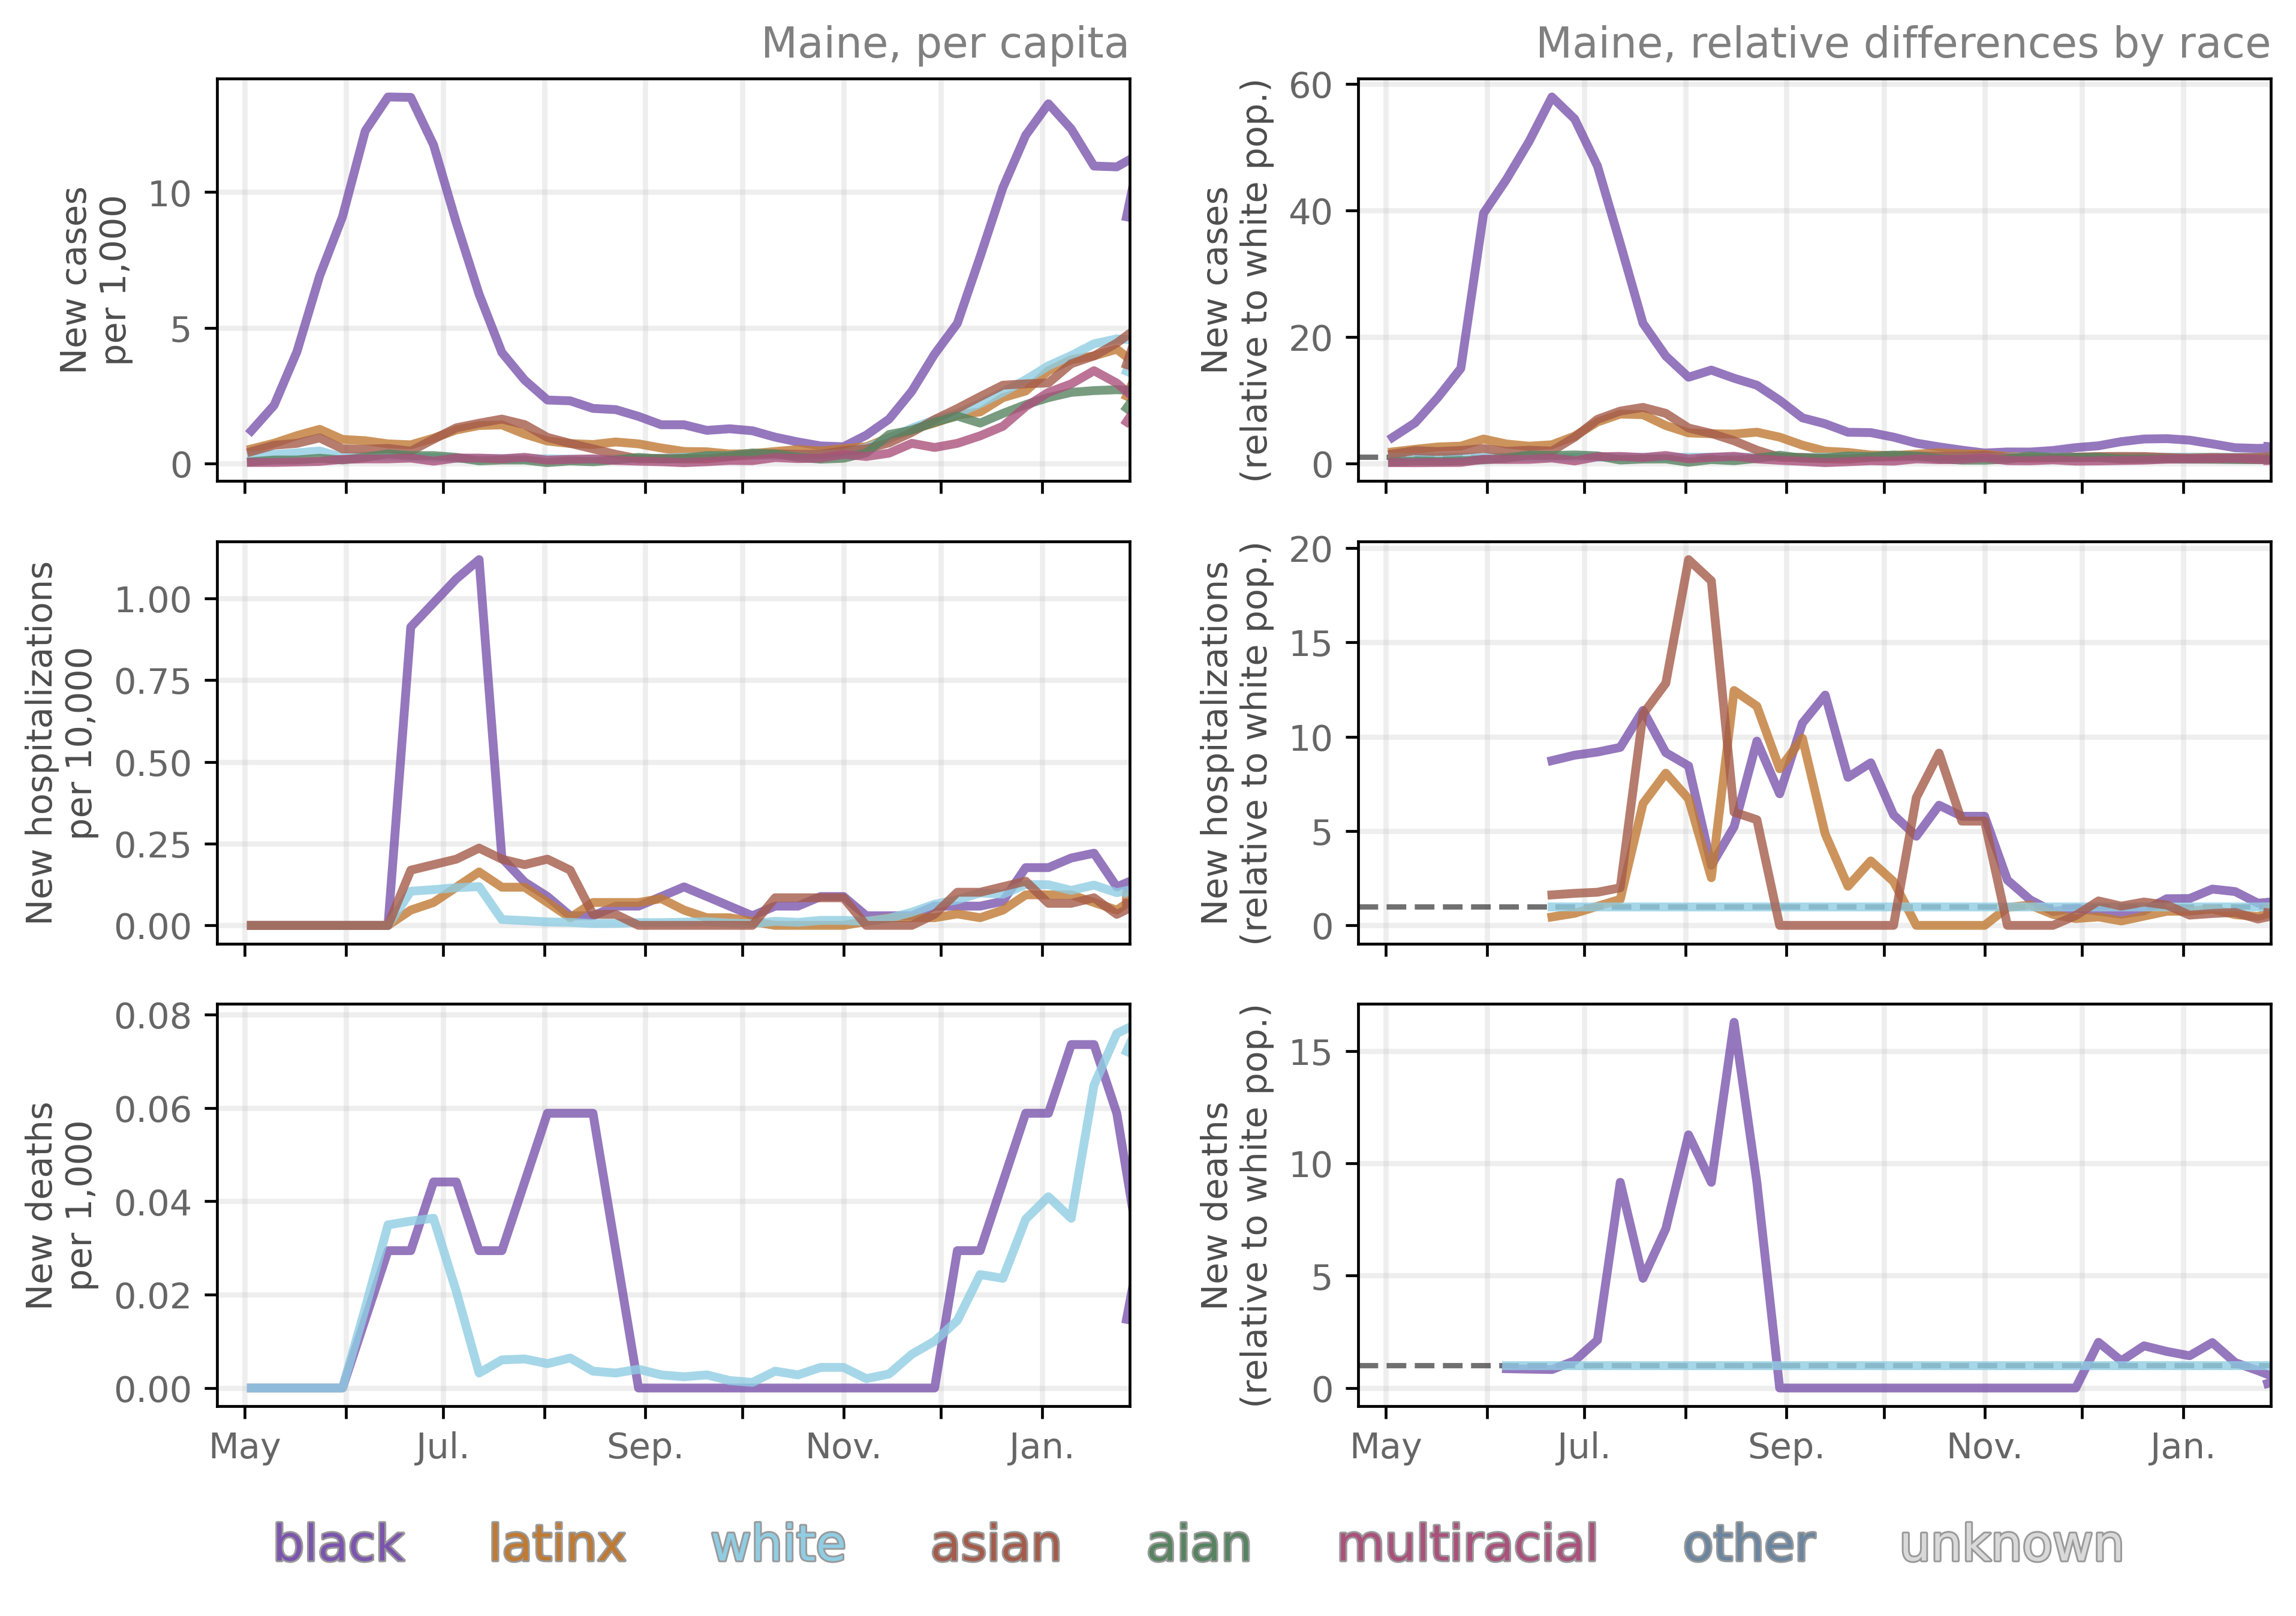 Maine, per capita
New cases
per 1,000
10
5
0
Maine, relative differences by race
New cases
(relative to white pop.)
60
40
20
0
New hospitalizations
per 10,000
1.00
0.75
0.50
0.25
0.00
New hospitalizations
(relative to white pop.)
20
15
10
5
0
New deaths
per 1,000
0.08
0.06
0.04
0.02
0.00
May Jul. Sep. Nov. Jan.
New deaths
(relative to white pop.)
15
10
5
0
May Jul. Sep. Nov. Jan.
black latinx white asian aian multiracial other unknown